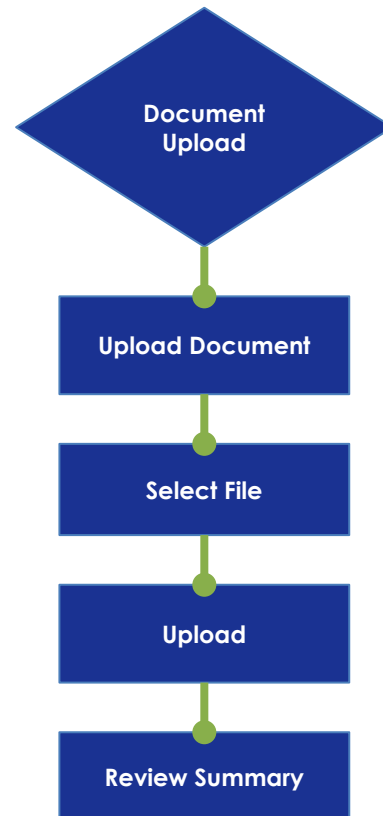 Document
Upload
Upload Document
Select File
Upload
Review Summary